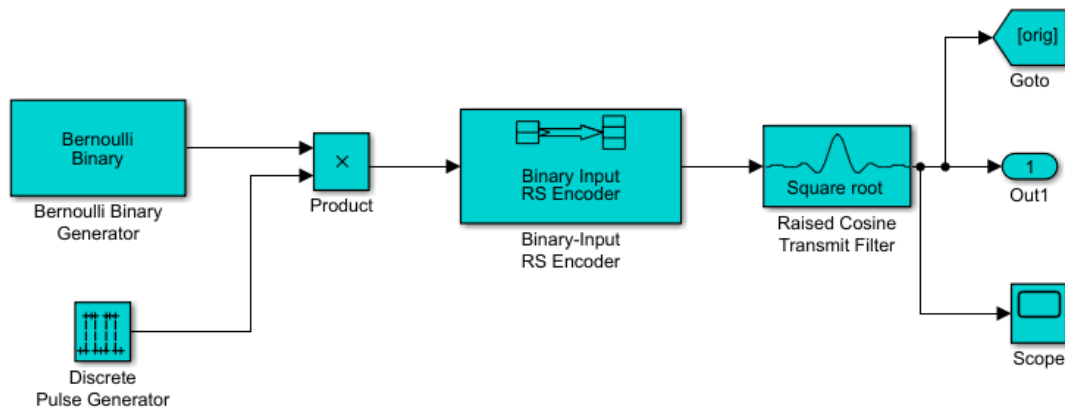 [orig]
Goto
Bernoulli
Binary
Bernoulli Binary
Generator
×
Product
Binary Input
RS Encoder
Binary-Input
RS Encoder
Square root
Raised Cosine
Transmit Filter
1
Out1
Discrete
Pulse Generator
Scope